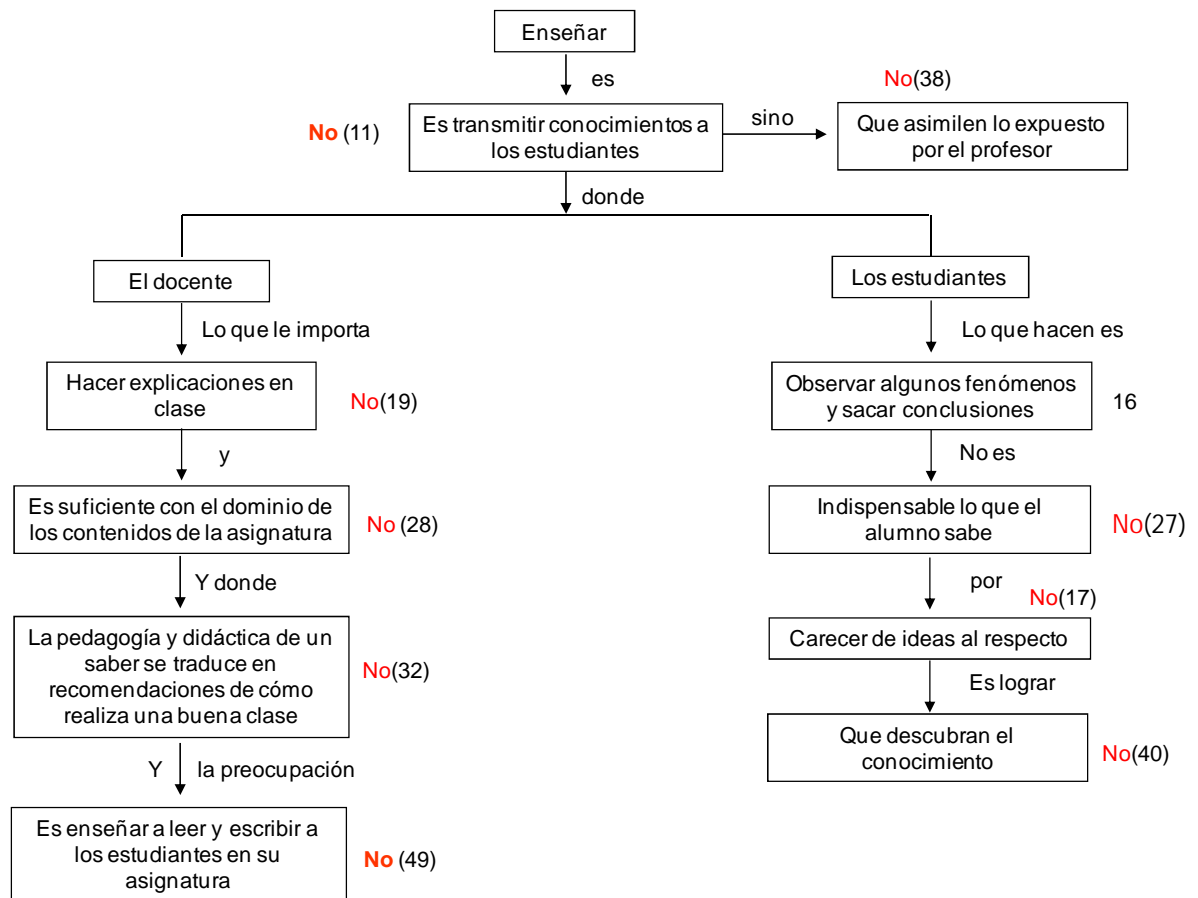 Enseñar
es
No(38)
No (11)
Es transmitir conocimientos a
los estudiantes
sino
Que asimilen lo expuesto
por el profesor
donde
El docente
Lo que le importa
Hacer explicaciones en
clase
No(19)
y
Es suficiente con el dominio de
los contenidos de la asignatura
No (28)
Y donde
La pedagogía y didáctica de un
saber se traduce en
recomendaciones de cómo
realiza una buena clase
No(32)
Y la preocupación
Es enseñar a leer y escribir a
los estudiantes en su
asignatura
No (49)
Los estudiantes
Lo que hacen es
Observar algunos fenómenos
y sacar conclusiones
16
No es
Indispensable lo que el
alumno sabe
No(27)
por
No(17)
Carecer de ideas al respecto
Es lograr
Que descubran el
conocimiento
No(40)